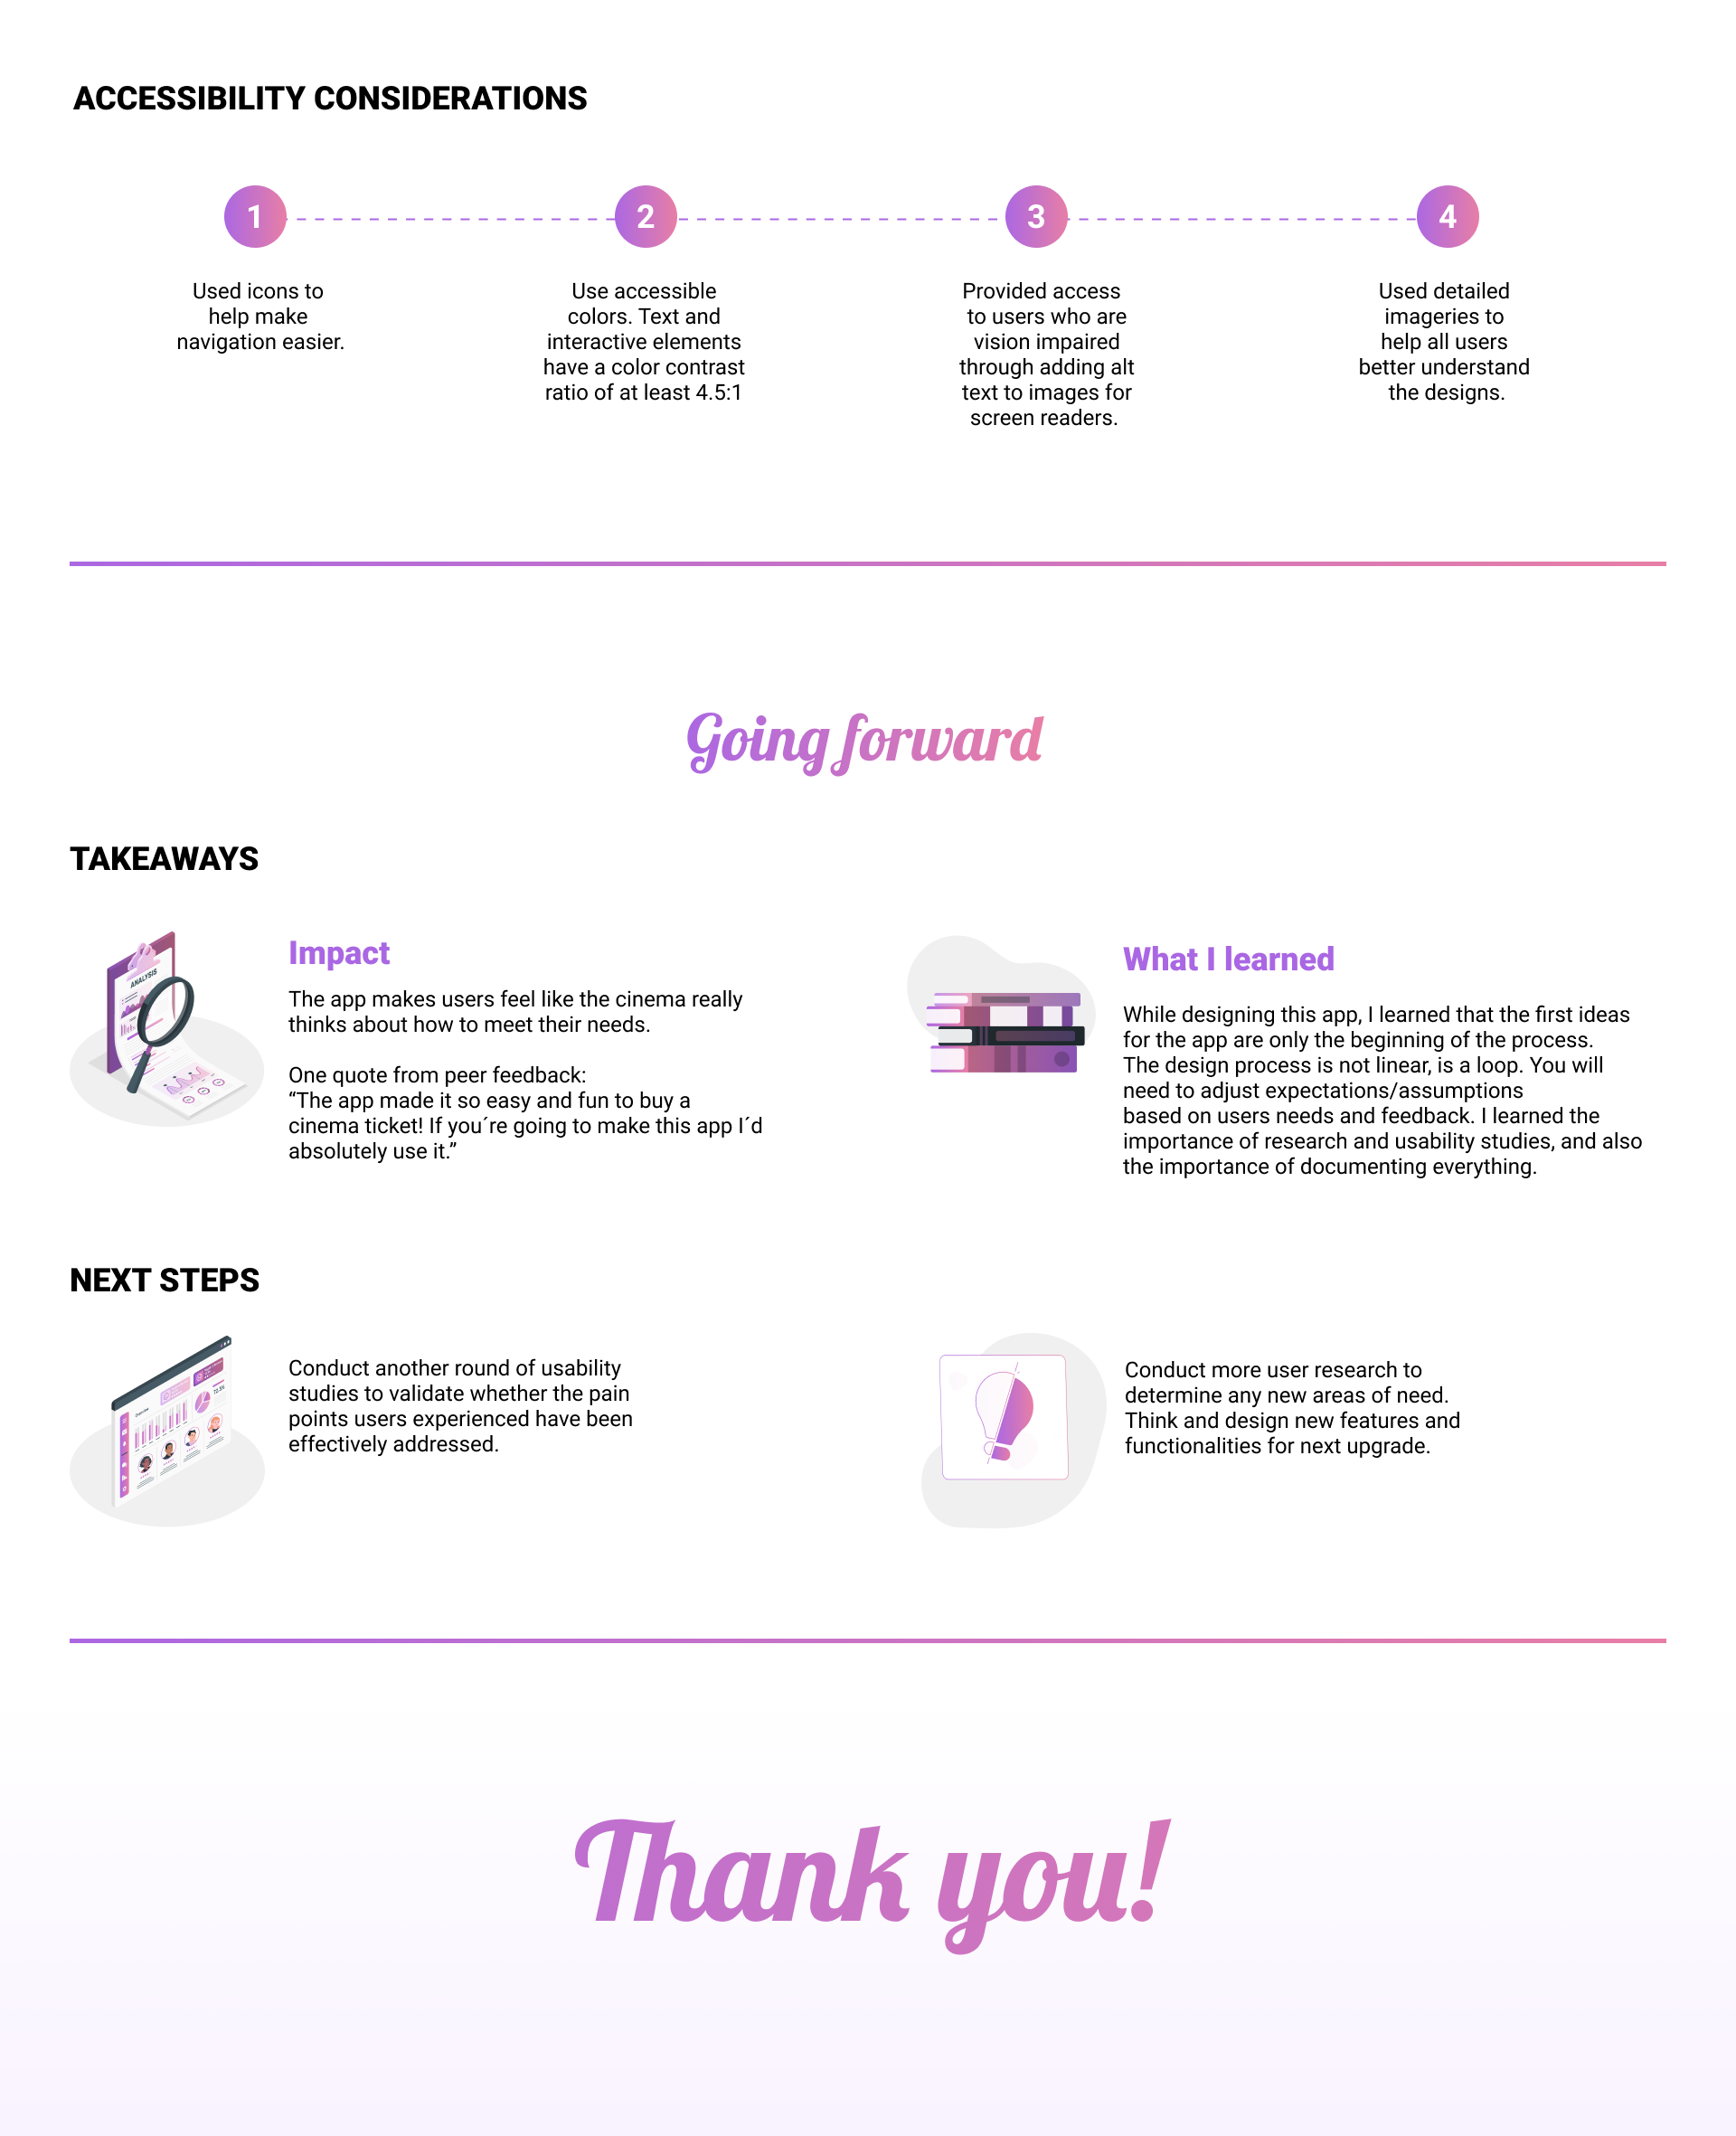 ACCESSIBILITY CONSIDERATIONS
1
2
3
4
Used icons to
help make
navigation easier.
Use accessible
colors. Text and
interactive elements
have a color contrast
ratio of at least 4.5:1
Provided access
to users who are
vision impaired
through adding alt
text to images for
screen readers.
Used detailed
imageries to
help all users
better understand
the designs.
Going forward
TAKEAWAYS
ANALYSIS
Impact
The app makes users feel like the cinema really
thinks about how to meet their needs.
One quote from peer feedback:
“The app made it so easy and fun to buy a
cinema ticket! If you´re going to make this app I´d
absolutely use it.”
What I learned
While designing this app, I learned that the first ideas
for the app are only the beginning of the process.
The design process is not linear, is a loop. You will
need to adjust expectations/assumptions
based on users needs and feedback. I learned the
importance of research and usability studies, and also
the importance of documenting everything.
NEXT STEPS
Conduct another round of usability
studies to validate whether the pain
points users experienced have been
effectively addressed.
Conduct more user research to
determine any new areas of need.
Think and design new features and
functionalities for next upgrade.
Thank you!